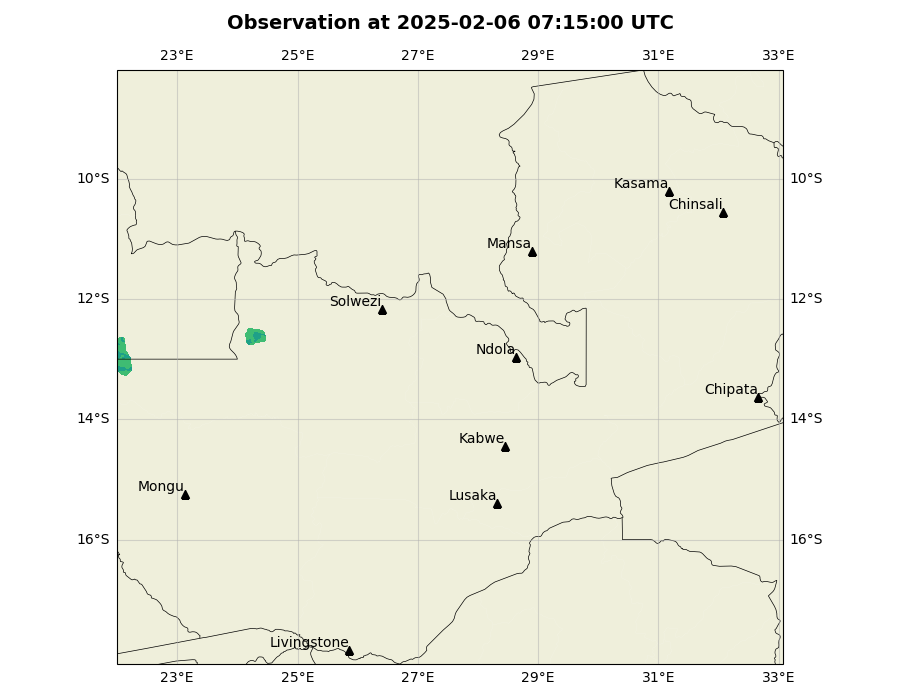 Observation at 2025-02-06 07:15:00 UTC
23°E 25°E 27°E 29°E 31°E 33°E
10°S 10°S
Kasama
Chinsali
Mansa
12°S 12°S
Solwezi
Ndola
Chipata
14°S 14°S
Kabwe
Mongu
Lusaka
16°S 16°S
Livingstone
23°E 25°E 27°E 29°E 31°E 33°E